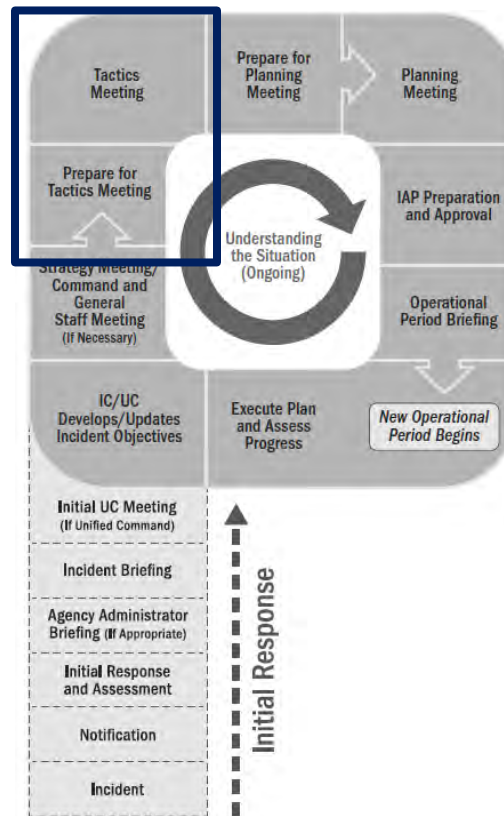 Tactics
Meeting
Prepare for
Planning
Meeting
Planning
Meeting
Prepare for
Tactics Meeting
IAP Preparation
and Approval
Understanding
the Situation
(Ongoing)
Strategy Meeting/
Command and
General
Staff Meeting
(If Necessary)
Operational
Period Briefing
IC/UC
Develops/Updates
Incident Objectives
Execute Plan
and Assess
Progress
New Operational
Period Begins
Initial UC Meeting
(If Unified Command)
Incident Briefing
Agency Administrator
Briefing (If Appropriate)
Initial Response
and Assessment
Notification
Incident
Initial Response